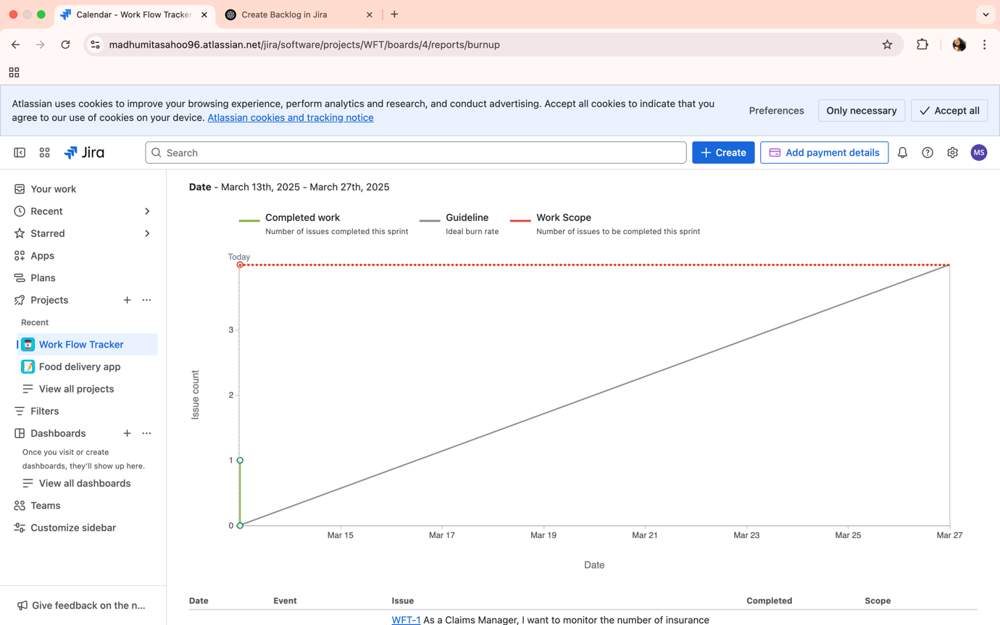 Calendar - Work Flow Tracker
Create Backlog in Jira
madhumitasahoo96.atlassian.net/jira/software/projects/WFT/boards/4/reports/burnup
Atlassian uses cookies to improve your browsing experience, perform analytics and research, and conduct advertising. Accept all cookies to indicate that you
agree to our use of cookies on your device. Atlassian cookies and tracking notice
Preferences
Only necessary
Accept all
Jira
Search
Create
Add payment details
MS
Your work
Recent
Starred
Apps
Plans
Projects
Recent
Work Flow Tracker
Food delivery app
View all projects
Filters
Dashboards
Once you visit or create
dashboards, they'll show up here.
View all dashboards
Teams
Customize sidebar
Give feedback on the n...
Date - March 13th, 2025 - March 27th, 2025
Completed work
Number of issues completed this sprint
Guideline
Ideal burn rate
Work Scope
Number of issues to be completed this sprint
Today
3
2
1
0
Issue count
Mar 15
Mar 17
Mar 19
Mar 21
Mar 23
Mar 25
Mar 27
Date
Date Event Issue Completed Scope
WFT-1 As a Claims Manager, I want to monitor the number of insurance